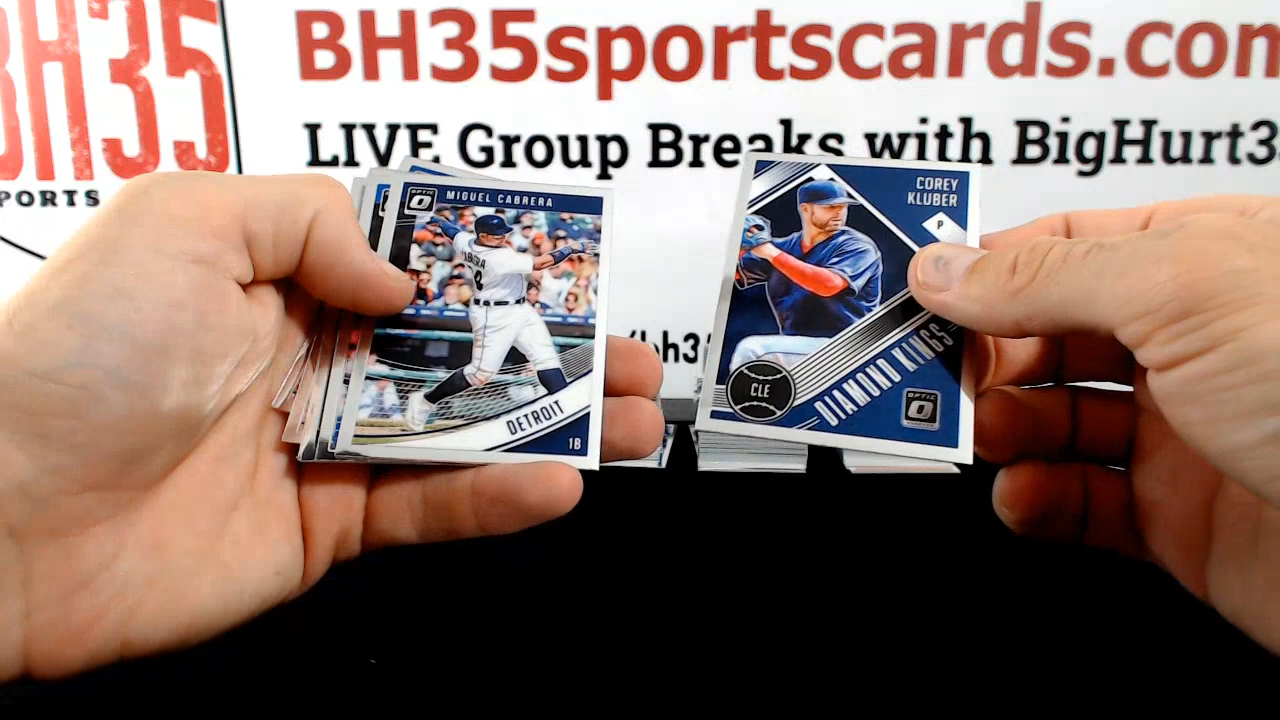 BH35
PORTS
BH35sportscards.com
LIVE Group Breaks with BigHurt3
OPTIC
MIGUEL CABRERA
DETROIT
1B
COREY
KLUBER
P
CLE
DIAMOND KINGS
OPTIC